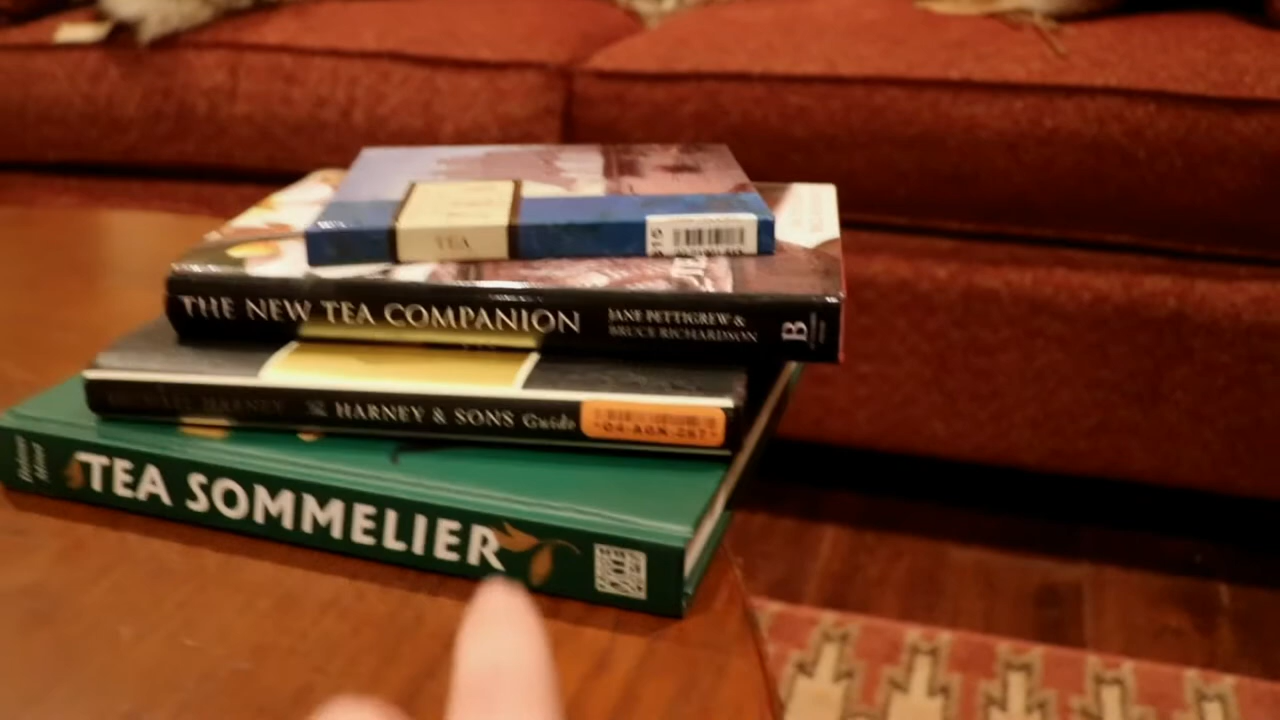 TEA
THE NEW TEA COMPANION
JANE PETTIGREW &
BRUCE RICHARDSON
B
HARNEY & SONS Guide
TEA SOMMELIER